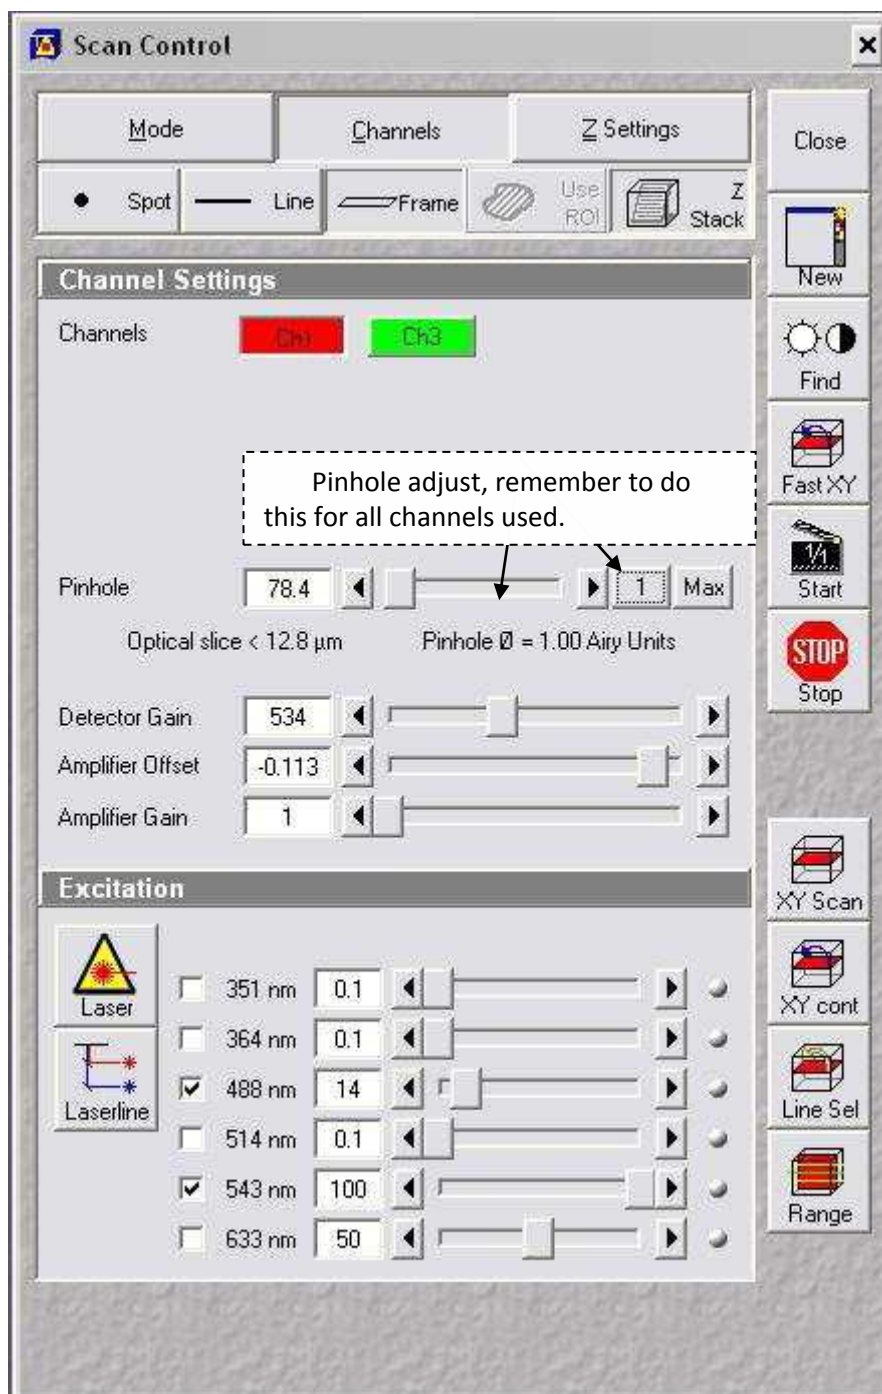 Scan Control
Mode
Channels
Z Settings
Close
Spot
Line
Frame
Use
ROI
Z
Stack
New
Channel Settings
Channels
Ch1
Ch3
Find
Pinhole adjust, remember to do
this for all channels used.
Fast XY
Pinhole
78.4
1
Max
1/1
Start
Optical slice < 12.8 µm
Pinhole Ø = 1.00 Airy Units
STOP
Stop
Detector Gain
534
Amplifier Offset
-0.113
Amplifier Gain
1
Excitation
XY Scan
Laser
351 nm
0.1
XY cont
364 nm
0.1
Laserline
488 nm
14
Line Sel
514 nm
0.1
543 nm
100
Range
633 nm
50